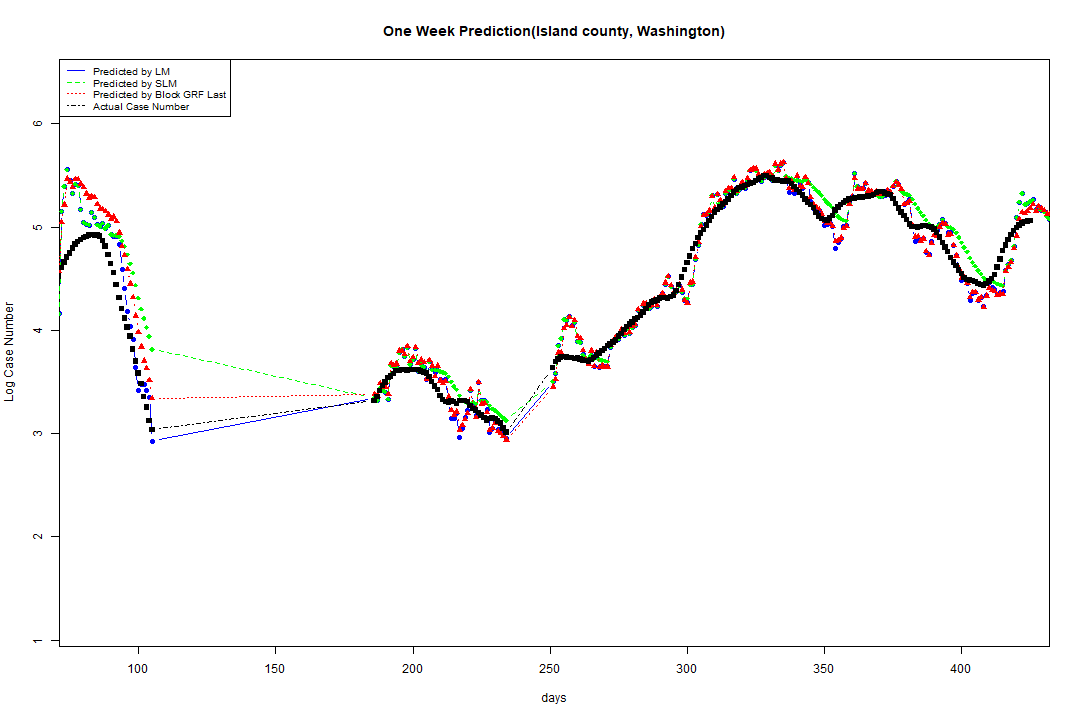 One Week Prediction(Island county, Washington)
Predicted by LM
Predicted by SLM
Predicted by Block GRF Last
Actual Case Number
Log Case Number
6
5
4
3
2
1
100 150 200 250 300 350 400
days